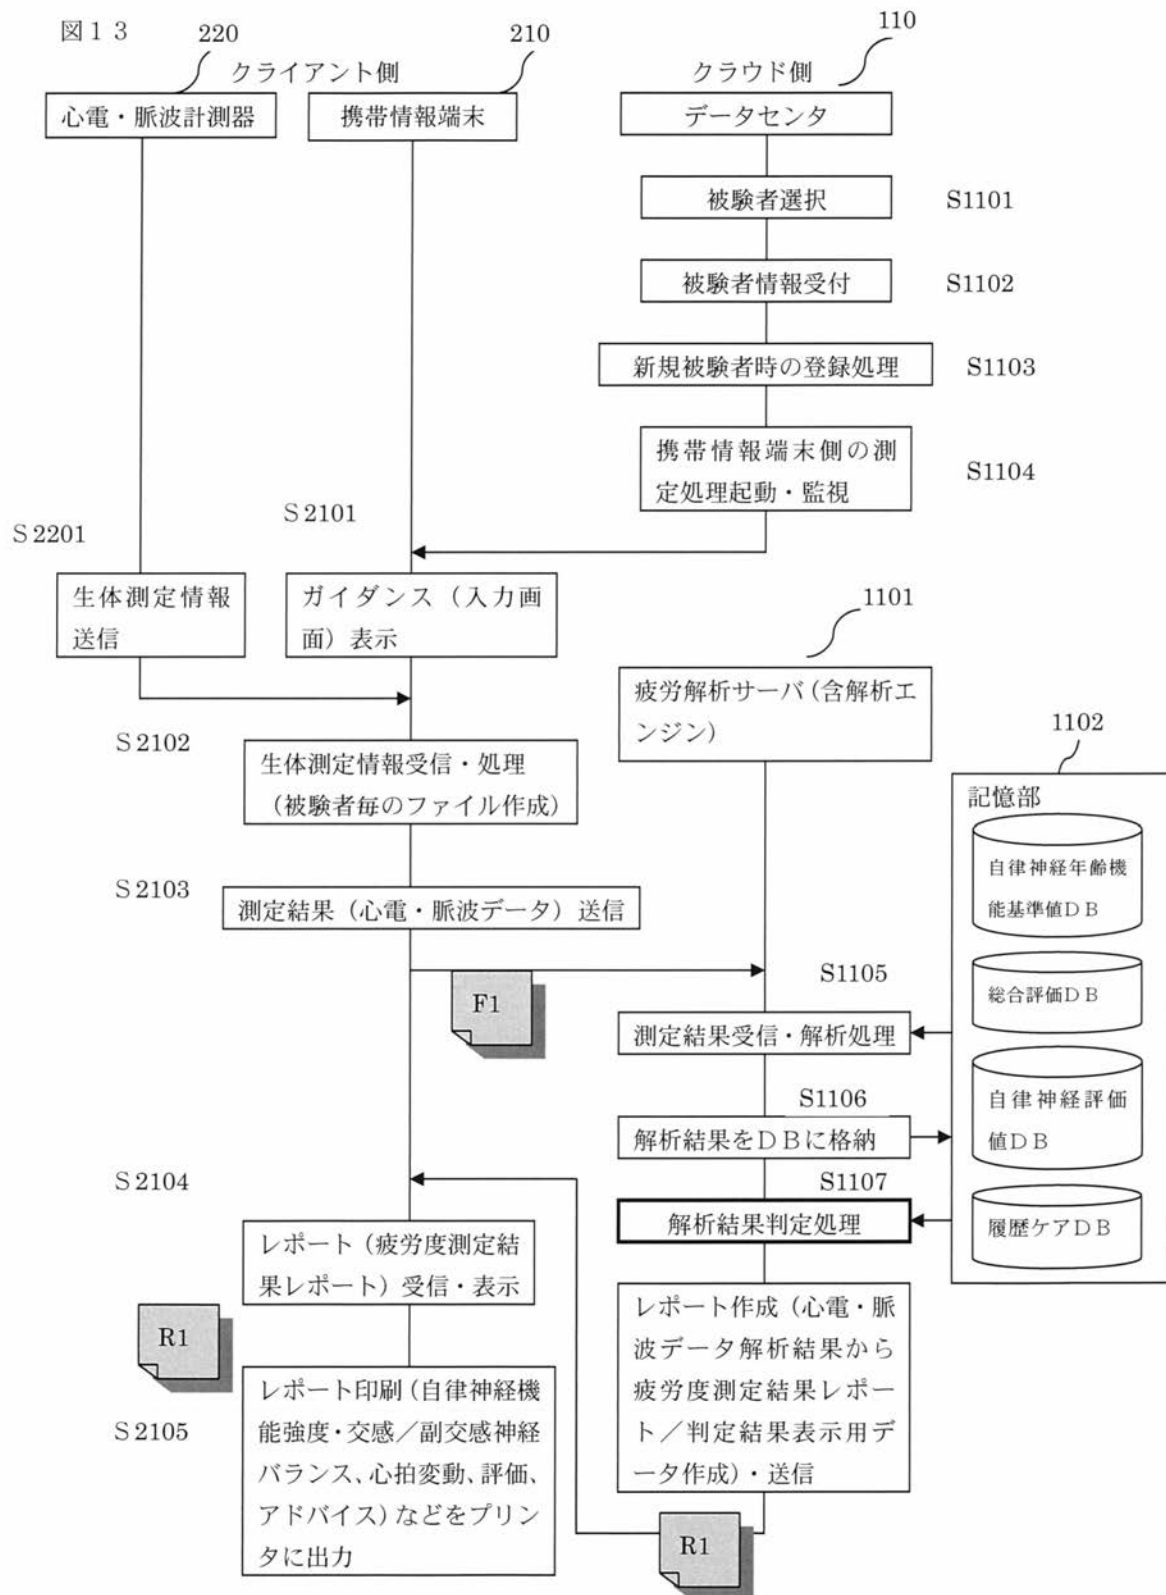 図１３
220
210
110
クライアント側
クラウド側
心電・脈波計測器
携帯情報端末
データセンタ
被験者選択
S1101
被験者情報受付
S1102
新規被験者時の登録処理
S1103
携帯情報端末側の測
定処理起動・監視
S1104
Ｓ2101
Ｓ2201
生体測定情報
送信
ガイダンス（入力画
面）表示
1101
疲労解析サーバ（含解析エ
ンジン）
1102
Ｓ2102
生体測定情報受信・処理
（被験者毎のファイル作成）
記憶部
自律神経年齢機
能基準値ＤＢ
Ｓ2103
測定結果（心電・脈波データ）送信
F1
S1105
総合評価ＤＢ
測定結果受信・解析処理
S1106
自律神経評価
値ＤＢ
解析結果をＤＢに格納
Ｓ2104
S1107
解析結果判定処理
履歴ケアＤＢ
レポート（疲労度測定結
果レポート）受信・表示
R1
レポート作成（心電・脈
波データ解析結果から
疲労度測定結果レポー
ト／判定結果表示用デ
ータ作成）・送信
Ｓ2105
レポート印刷（自律神経機
能強度・交感／副交感神経
バランス、心拍変動、評価、
アドバイス）などをプリン
タに出力
R1